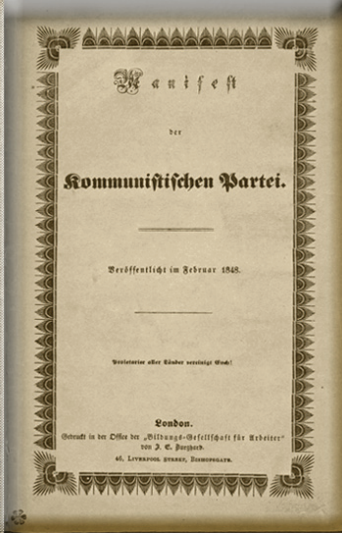 Manifest
der
Kommunistischen Partei.
Veröffentlicht im Februar 1848.
Proletarier aller Länder vereinigt Euch!
London.
Gedruckt in der Office der „Bildungs-Gesellschaft für Arbeiter“
von J. E. Burghard.
46, LIVERPOOL STREET, BISHOPSGATE.